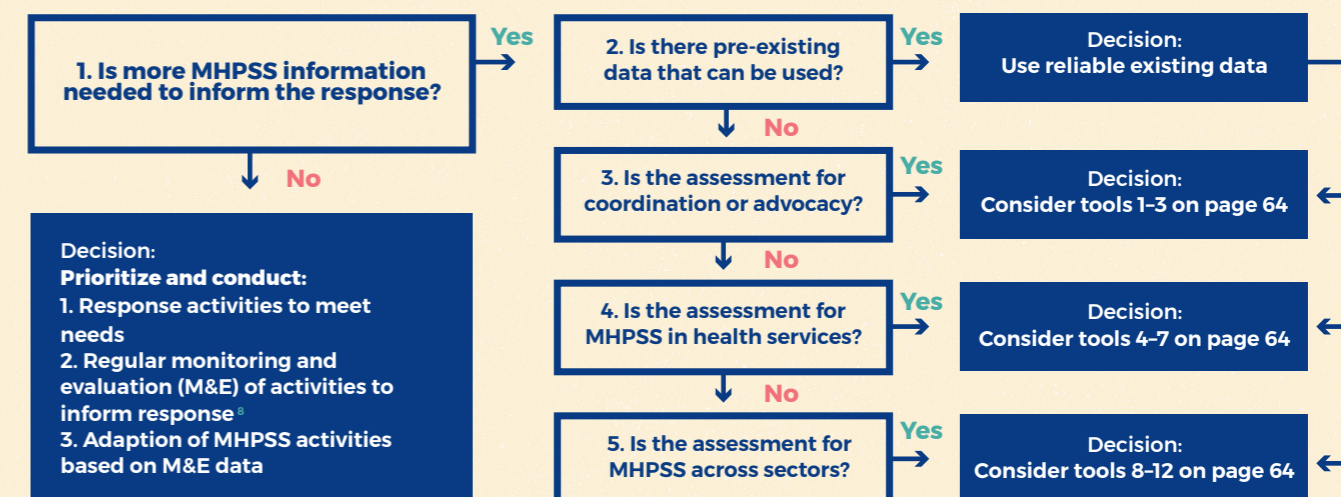 1. Is more MHPSS information
needed to inform the response?
Yes
No
Decision:
Prioritize and conduct:
1. Response activities to meet
needs
2. Regular monitoring and
evaluation (M&E) of activities to
inform response 8
3. Adaption of MHPSS activities
based on M&E data
2. Is there pre-existing
data that can be used?
Yes
Decision:
Use reliable existing data
No
3. Is the assessment for
coordination or advocacy?
Yes
Decision:
Consider tools 1–3 on page 64
No
4. Is the assessment for
MHPSS in health services?
Yes
Decision:
Consider tools 4–7 on page 64
No
5. Is the assessment for
MHPSS across sectors?
Yes
Decision:
Consider tools 8–12 on page 64